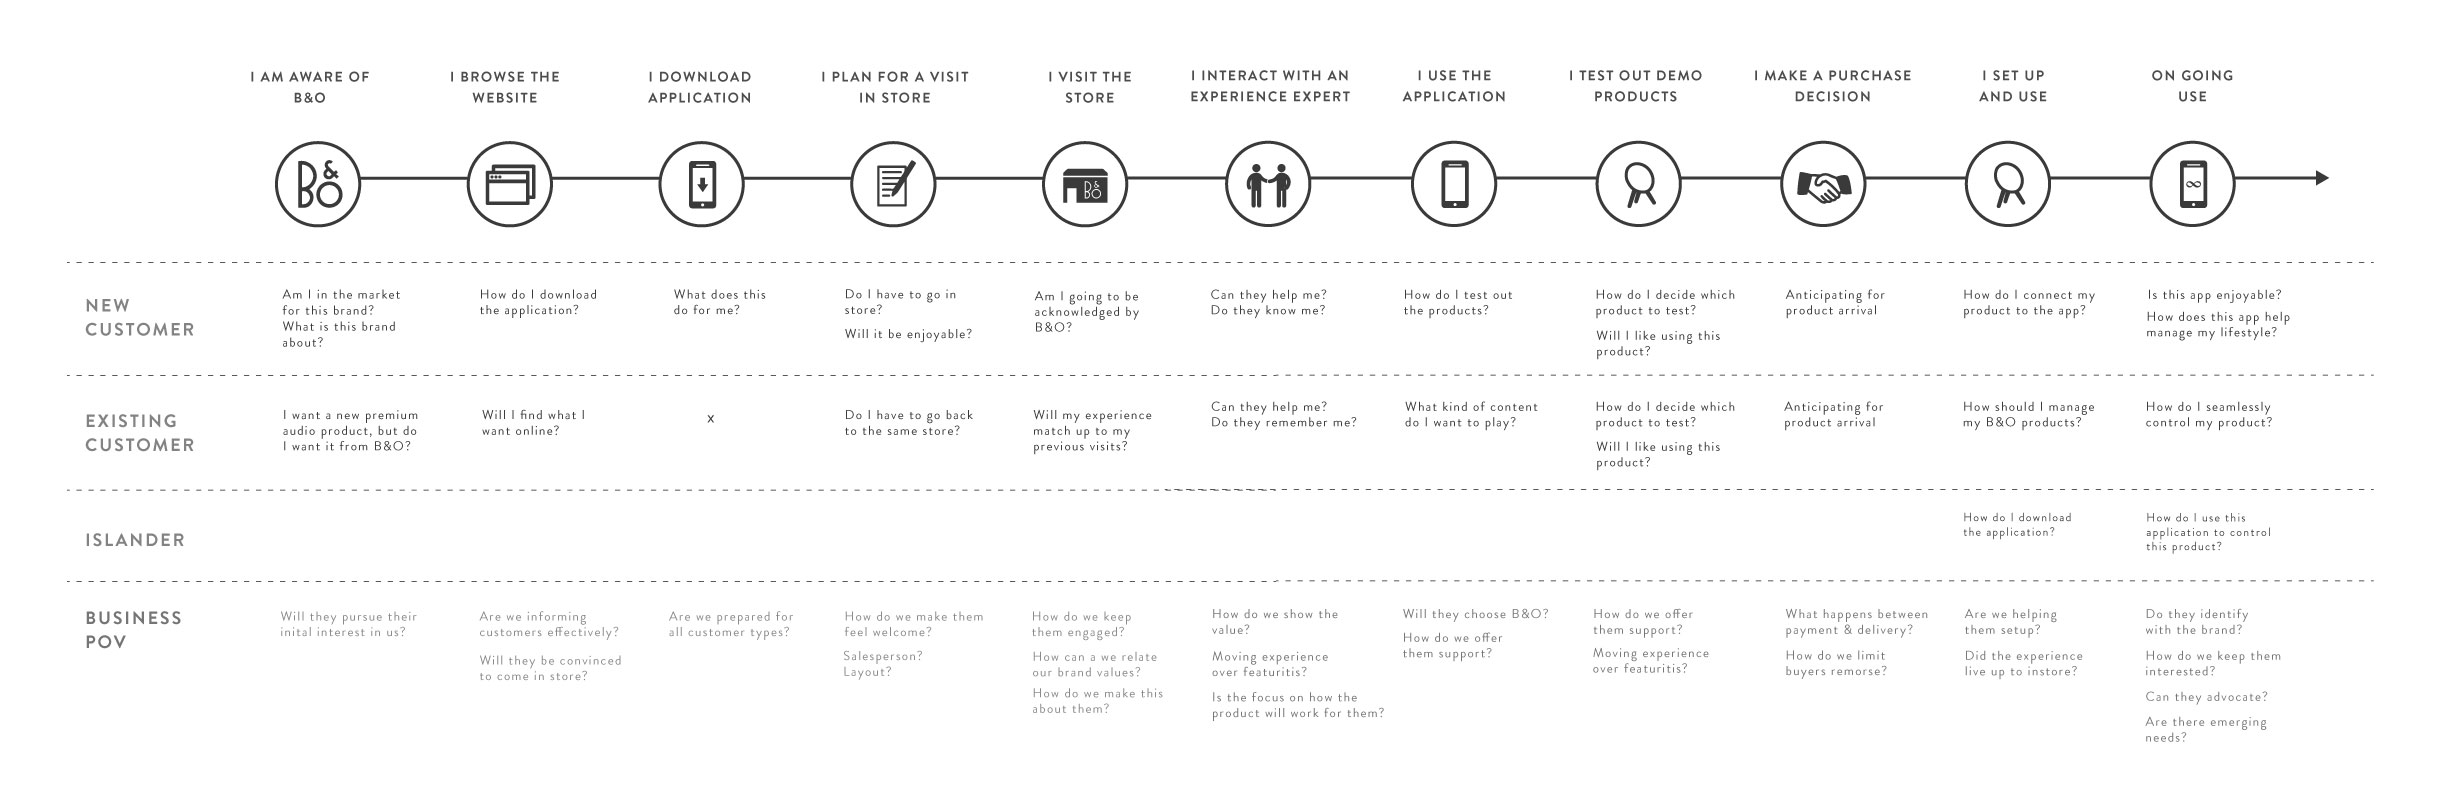 I AM AWARE OF
B&O
I BROWSE THE
WEBSITE
I DOWNLOAD
APPLICATION
I PLAN FOR A VISIT
IN STORE
I VISIT THE
STORE
I INTERACT WITH AN
EXPERIENCE EXPERT
I USE THE
APPLICATION
I TEST OUT DEMO
PRODUCTS
I MAKE A PURCHASE
DECISION
I SET UP
AND USE
ON GOING
USE
B&O
B&O
NEW
CUSTOMER
Am I in the market
for this brand?
What is this brand
about?
How do I download
the application?
What does this
do for me?
Do I have to go in
store?
Will it be enjoyable?
Am I going to be
acknowledged by
B&O?
Can they help me?
Do they know me?
How do I test out
the products?
How do I decide which
product to test?
Will I like using this
product?
Anticipating for
product arrival
How do I connect my
product to the app?
Is this app enjoyable?
How does this app help
manage my lifestyle?
EXISTING
CUSTOMER
I want a new premium
audio product, but do
I want it from B&O?
Will I find what I
want online?
x
Do I have to go back
to the same store?
Will my experience
match up to my
previous visits?
Can they help me?
Do they remember me?
What kind of content
do I want to play?
How do I decide which
product to test?
Will I like using this
product?
Anticipating for
product arrival
How should I manage
my B&O products?
How do I seamlessly
control my product?
ISLANDER
How do I download
the application?
How do I use this
application to control
this product?
BUSINESS
POV
Will they pursue their
inital interest in us?
Are we informing
customers effectively?
Will they be convinced
to come in store?
Are we prepared for
all customer types?
How do we make them
feel welcome?
Salesperson?
Layout?
How do we keep
them engaged?
How can a we relate
our brand values?
How do we make this
about them?
How do we show the
value?
Moving experience
over featuritis?
Is the focus on how the
product will work for them?
Will they choose B&O?
How do we offer
them support?
How do we offer
them support?
Moving experience
over featuritis?
What happens between
payment & delivery?
How do we limit
buyers remorse?
Are we helping
them setup?
Did the experience
live up to instore?
Do they identify
with the brand?
How do we keep them
interested?
Can they advocate?
Are there emerging
needs?